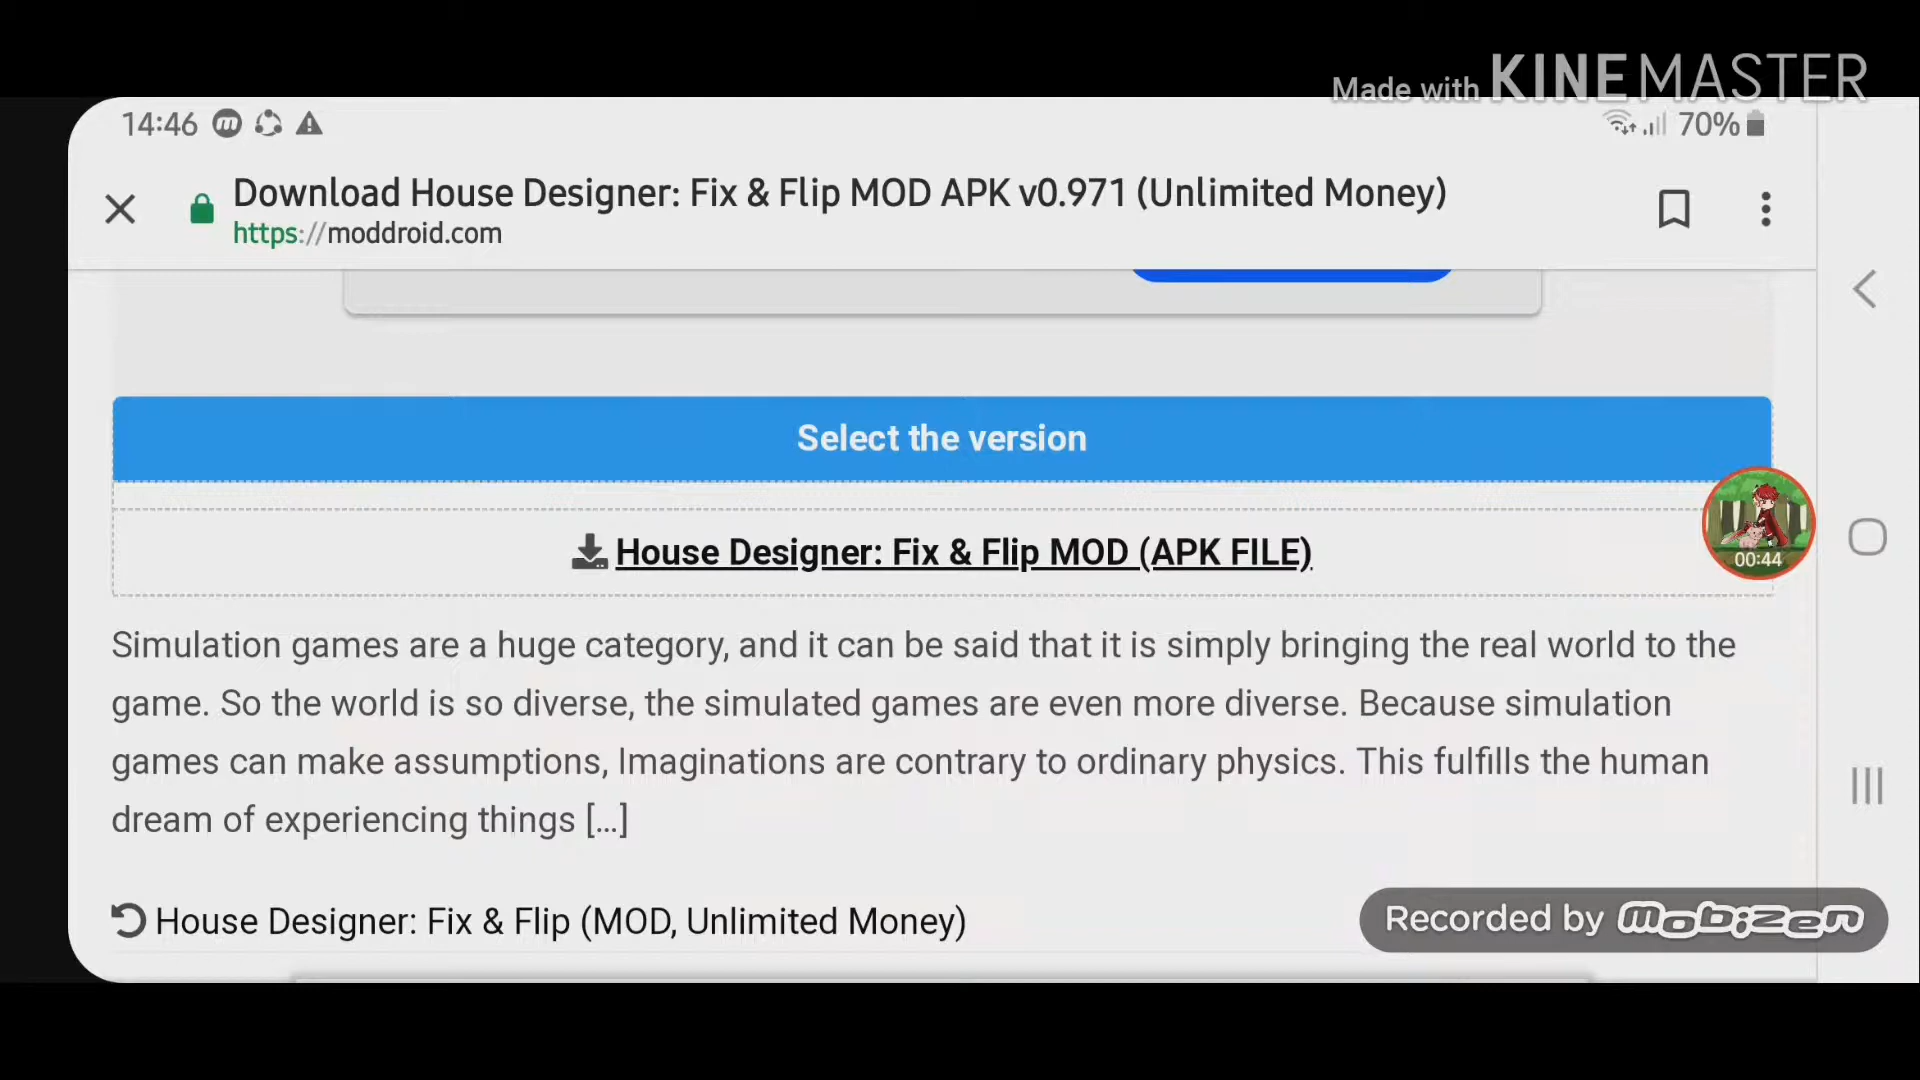 Made with KINEMASTER
14:46
70%
Download House Designer: Fix & Flip MOD APK v0.971 (Unlimited Money)
https://moddroid.com
Select the version
House Designer: Fix & Flip MOD (APK FILE)
00:44
Simulation games are a huge category, and it can be said that it is simply bringing the real world to the
game. So the world is so diverse, the simulated games are even more diverse. Because simulation
games can make assumptions, Imaginations are contrary to ordinary physics. This fulfills the human
dream of experiencing things [...]
House Designer: Fix & Flip (MOD, Unlimited Money)
Recorded by mobizen